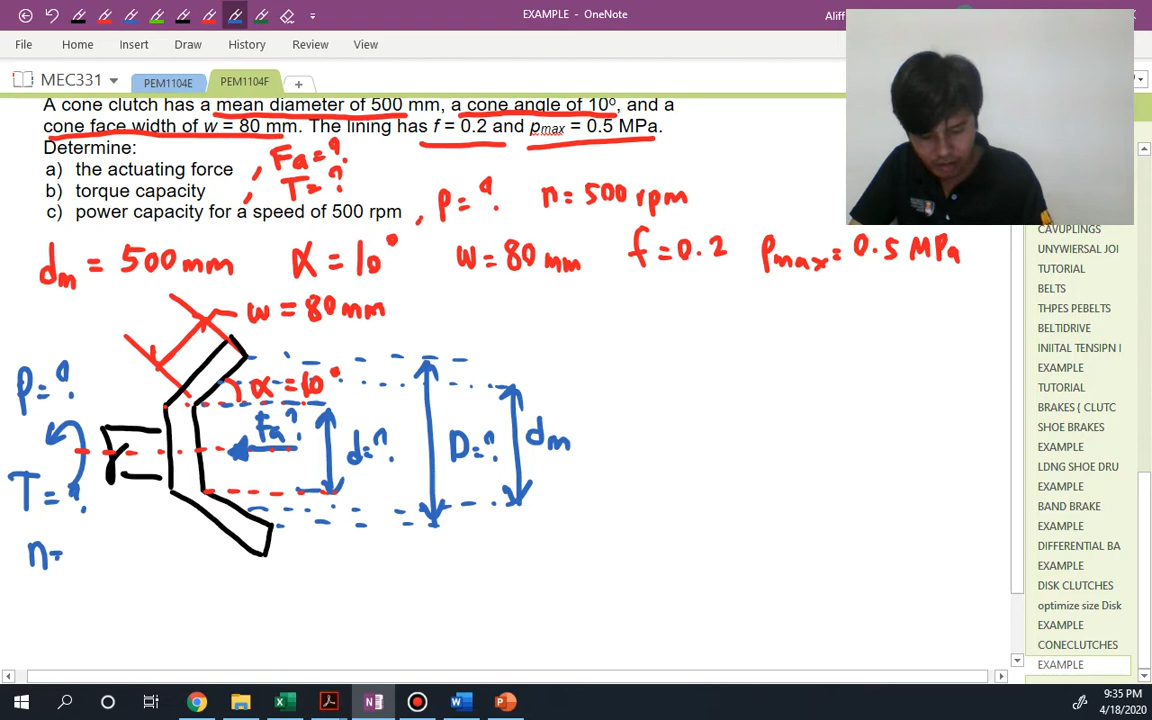 EXAMPLE - OneNote
Aliff
File Home Insert Draw History Review View
MEC331 PEM1104E PEM1104F +
A cone clutch has a mean diameter of 500 mm, a cone angle of 10º, and a
cone face width of w = 80 mm. The lining has f = 0.2 and pmax = 0.5 MPa.
Determine:
a) the actuating force , Fa = ?
b) torque capacity , T = ?
c) power capacity for a speed of 500 rpm , P = ? n = 500 rpm
dm = 500 mm α = 10° w = 80 mm f = 0.2 Pmax = 0.5 MPa
w = 80 mm
α = 10°
P = ?
Fa?
d = ?
D = ?
dm
T = ?
n =
CAVUPLINGS
UNYWIERSAL JOI
TUTORIAL
BELTS
THPES PEBELTS
BELTIDRIVE
INIITAL TENSIPN I
EXAMPLE
TUTORIAL
BRAKES { CLUTC
SHOE BRAKES
EXAMPLE
LDNG SHOE DRU
EXAMPLE
BAND BRAKE
EXAMPLE
DIFFERENTIAL BA
EXAMPLE
DISK CLUTCHES
optimize size Disk
EXAMPLE
CONECLUTCHES
EXAMPLE
9:35 PM
4/18/2020